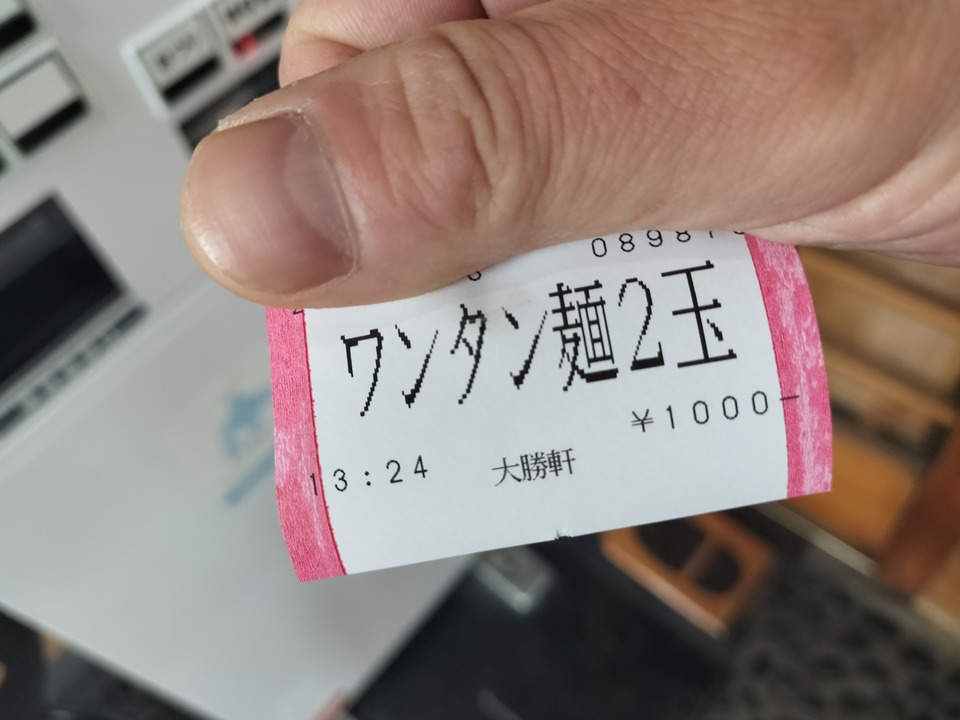 ワンタン麺2玉
¥1000-
13:24 大勝軒